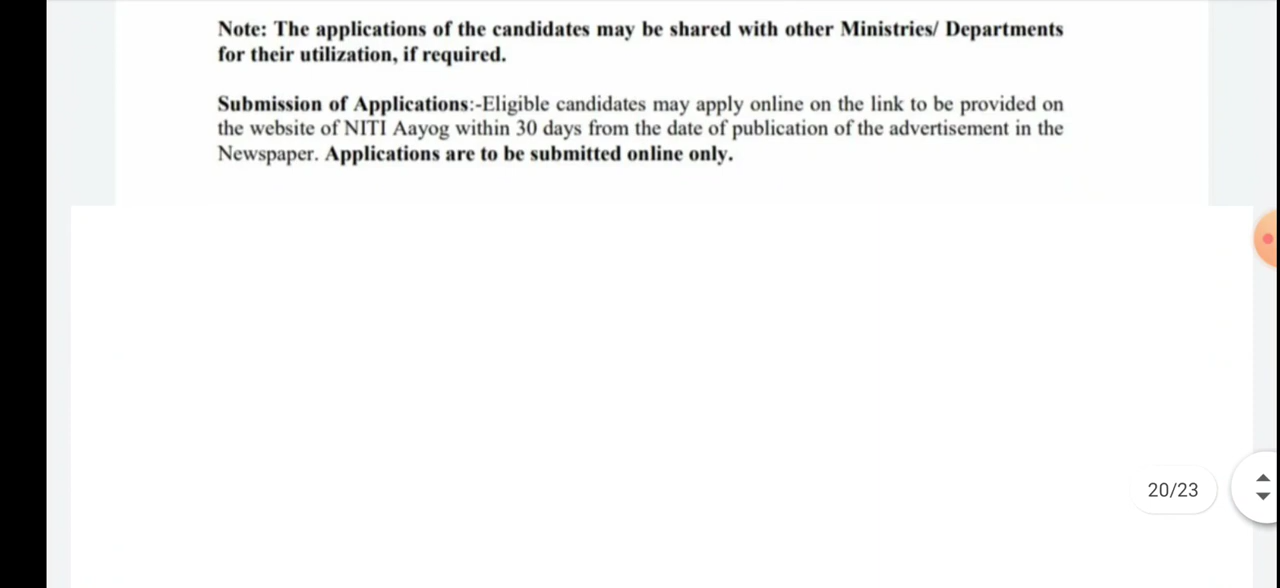 Note: The applications of the candidates may be shared with other Ministries/ Departments
for their utilization, if required.
Submission of Applications:-Eligible candidates may apply online on the link to be provided on
the website of NITI Aayog within 30 days from the date of publication of the advertisement in the
Newspaper. Applications are to be submitted online only.
20/23